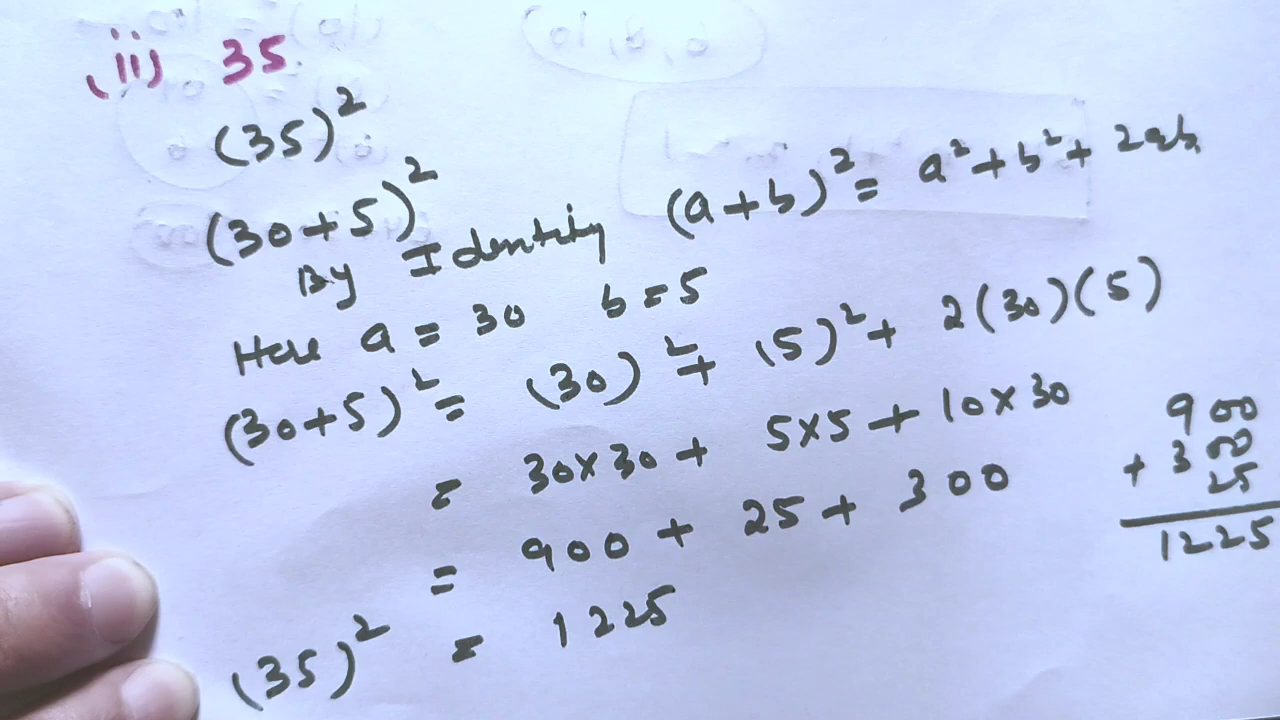 (ii) 35.
(35)²
(30+5)²
By Identity (a+b)² = a²+b²+ 2ab
Here a = 30 b = 5
(30+5)² = (30)² + (5)² + 2(30)(5)
= 30×30 + 5×5 + 10×30
= 900 + 25 + 300
(35)² = 1225
900
+ 300
25
1225